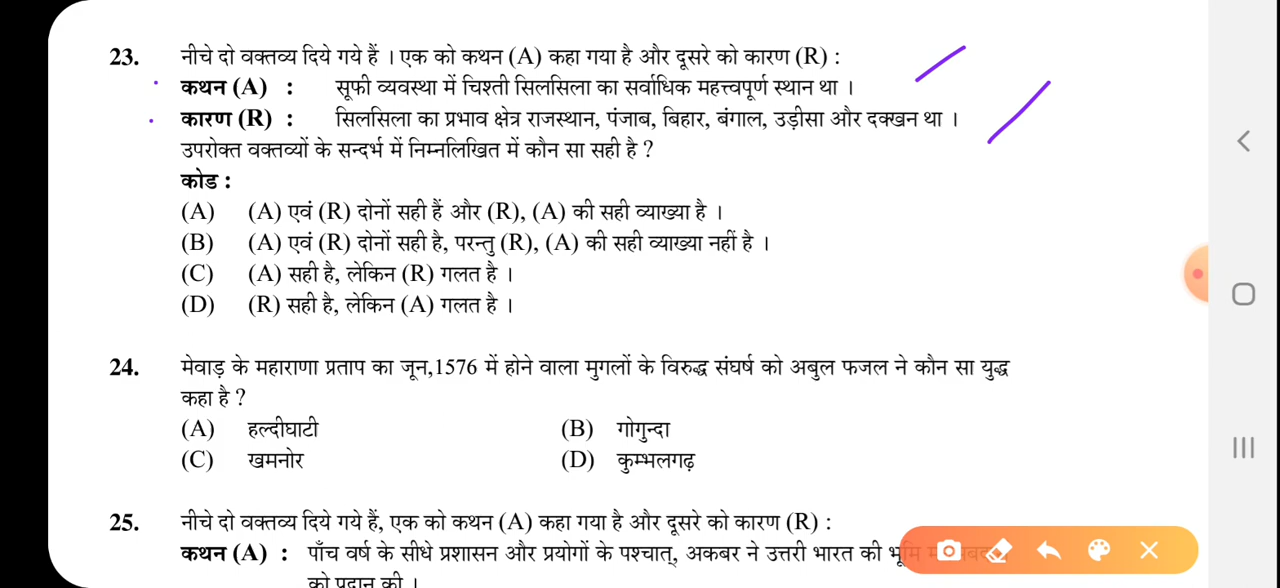 23. नीचे दो वक्तव्य दिये गये हैं । एक को कथन (A) कहा गया है और दूसरे को कारण (R) :
कथन (A) : सूफी व्यवस्था में चिश्ती सिलसिला का सर्वाधिक महत्त्वपूर्ण स्थान था ।
कारण (R) : सिलसिला का प्रभाव क्षेत्र राजस्थान, पंजाब, बिहार, बंगाल, उड़ीसा और दक्खन था ।
उपरोक्त वक्तव्यों के सन्दर्भ में निम्नलिखित में कौन सा सही है ?
कोड :
(A) (A) एवं (R) दोनों सही हैं और (R), (A) की सही व्याख्या है ।
(B) (A) एवं (R) दोनों सही है, परन्तु (R), (A) की सही व्याख्या नहीं है ।
(C) (A) सही है, लेकिन (R) गलत है ।
(D) (R) सही है, लेकिन (A) गलत है ।
24. मेवाड़ के महाराणा प्रताप का जून,1576 में होने वाला मुगलों के विरुद्ध संघर्ष को अबुल फजल ने कौन सा युद्ध
कहा है ?
(A) हल्दीघाटी (B) गोगुन्दा
(C) खमनोर (D) कुम्भलगढ़
25. नीचे दो वक्तव्य दिये गये हैं, एक को कथन (A) कहा गया है और दूसरे को कारण (R) :
कथन (A) : पाँच वर्ष के सीधे प्रशासन और प्रयोगों के पश्चात्, अकबर ने उत्तरी भारत की
को प्रदान की ।